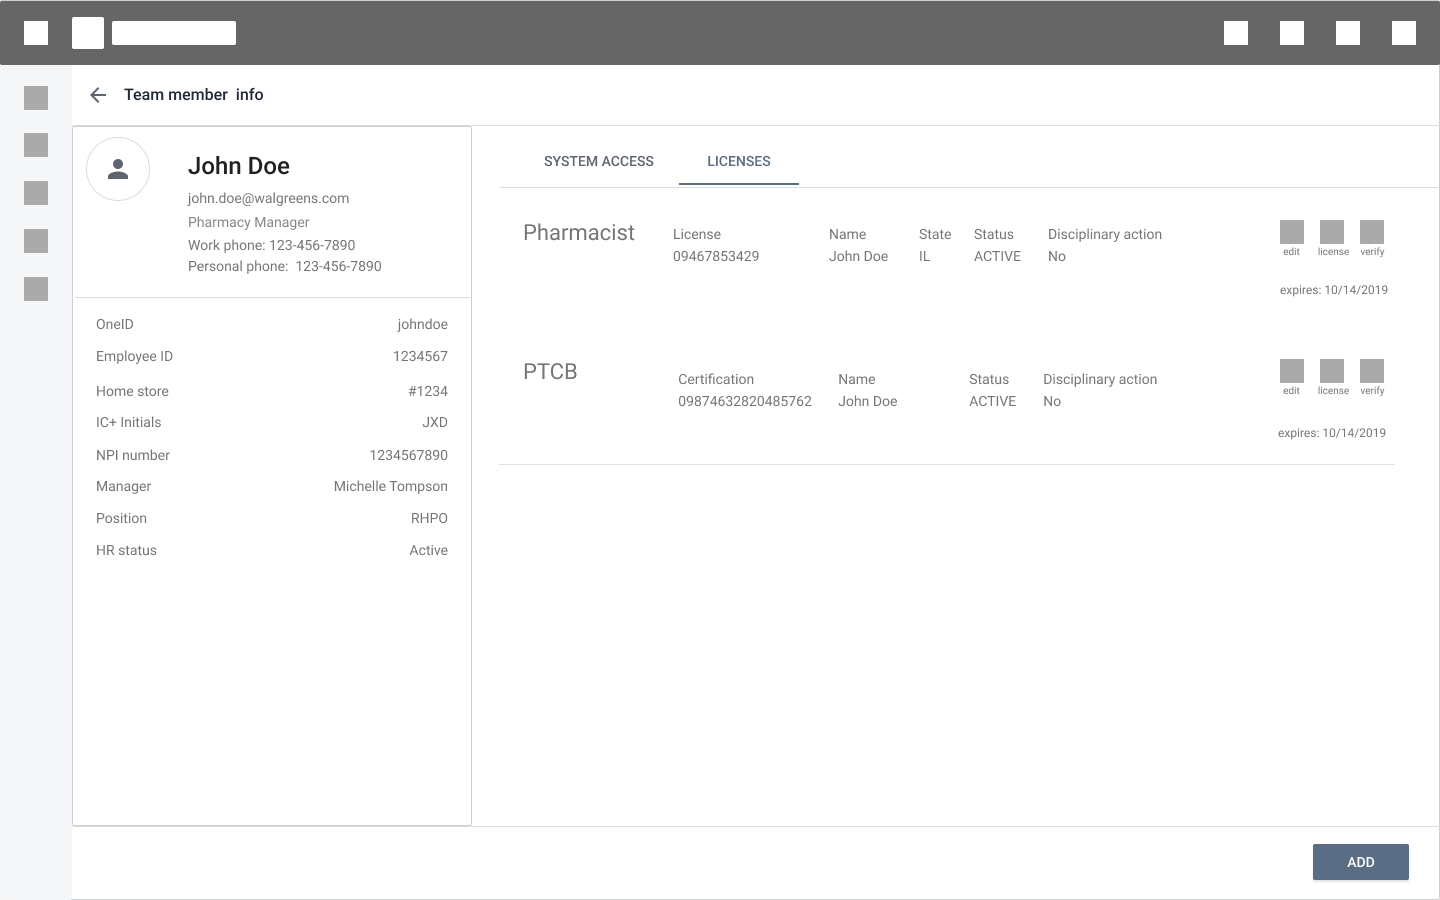 Team member  info
John Doe
john.doe@walgreens.com
Pharmacy Manager
Work phone: 123-456-7890
Personal phone:  123-456-7890
OneID johndoe
Employee ID 1234567
Home store #1234
IC+ Initials JXD
NPI number 1234567890
Manager Michelle Tompson
Position RHPO
HR status Active
SYSTEM ACCESS LICENSES
Pharmacist License Name State Status Disciplinary action
09467853429 John Doe IL ACTIVE No
edit license verify
expires: 10/14/2019
PTCB Certification Name Status Disciplinary action
09874632820485762 John Doe ACTIVE No
edit license verify
expires: 10/14/2019
ADD